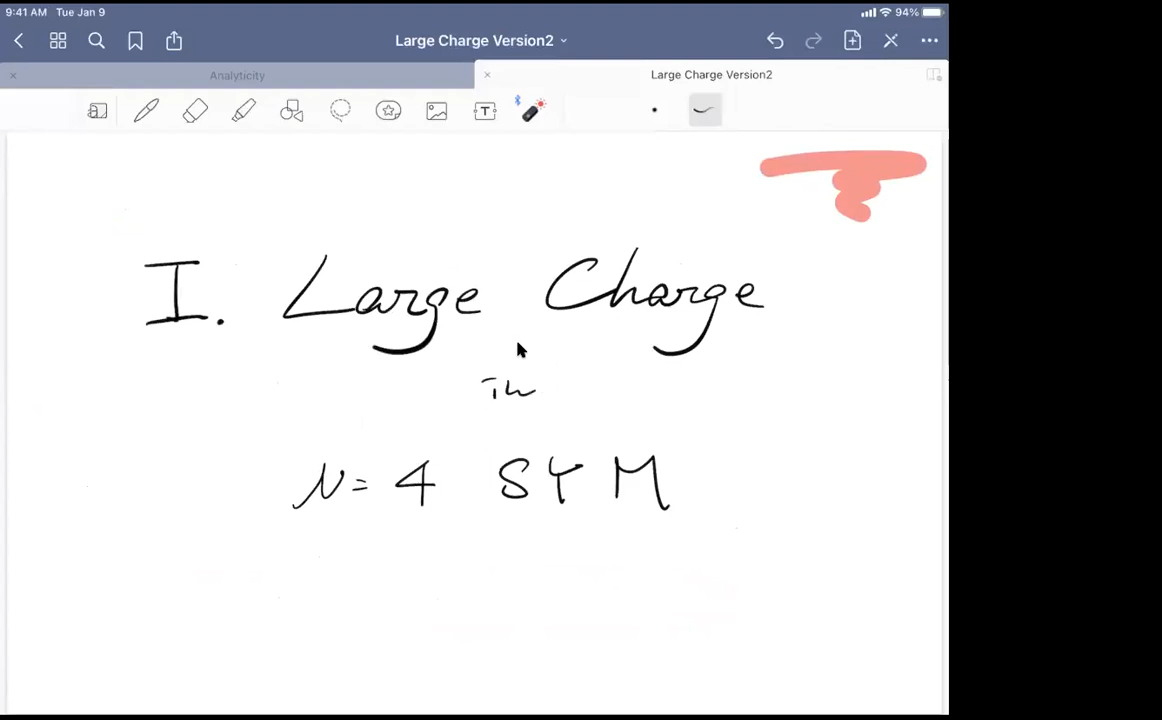 9:41 AM Tue Jan 9
94%
Large Charge Version2
Analyticity
Large Charge Version2
T
I. Large Charge
in
N=4 SYM